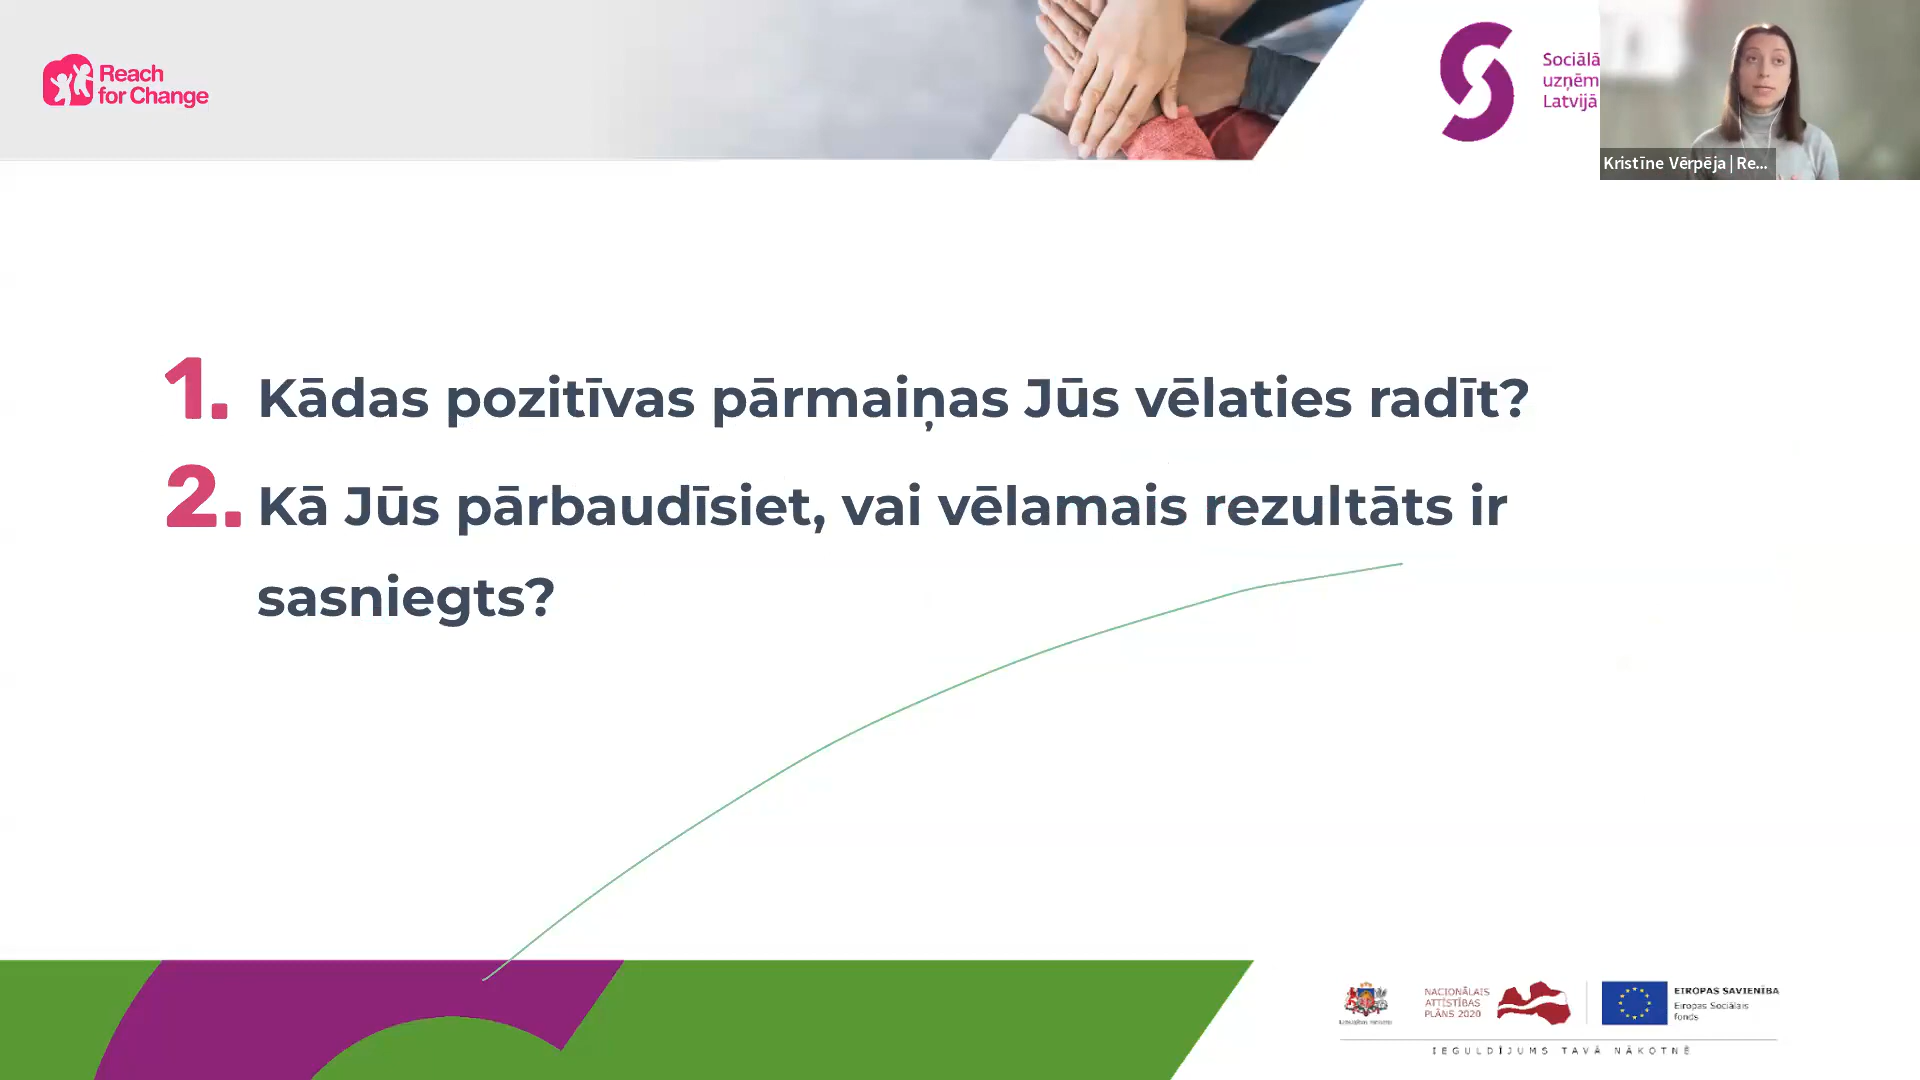 Reach
for Change
Sociālā
uzņēm
Latvijā
Kristīne Vērpēja | Re...
1. Kādas pozitīvas pārmaiņas Jūs vēlaties radīt?
2. Kā Jūs pārbaudīsiet, vai vēlamais rezultāts ir
sasniegts?
NACIONĀLAIS
ATTĪSTĪBAS
PLĀNS 2020
EIROPAS SAVIENĪBA
Eiropas Sociālais
fonds
IEGULDĪJUMS TAVĀ NĀKOTNĒ